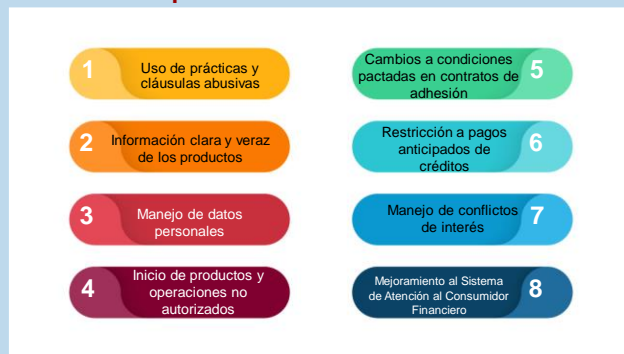 1
Uso de prácticas y
cláusulas abusivas
2
Información clara y veraz
de los productos
3
Manejo de datos
personales
4
Inicio de productos y
operaciones no
autorizados
Cambios a condiciones
pactadas en contratos de
adhesión
5
Restricción a pagos
anticipados de
créditos
6
Manejo de conflictos
de interés
7
Mejoramiento al Sistema
de Atención al Consumidor
Financiero
8